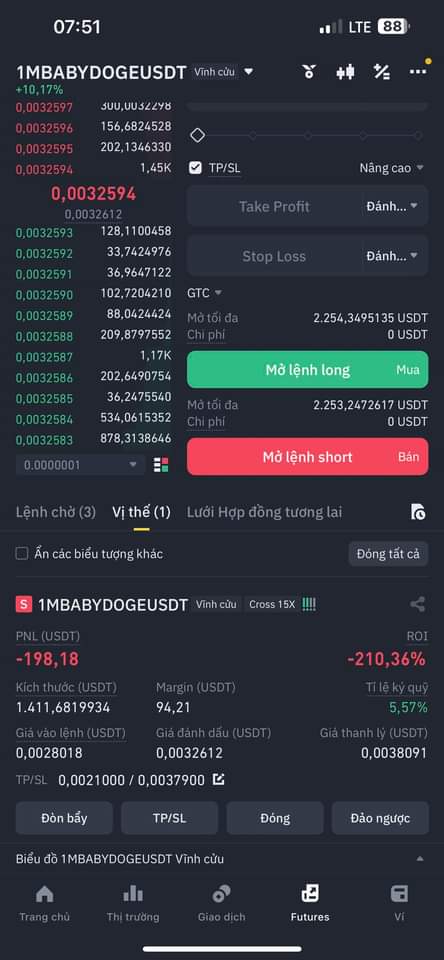 07:51 LTE 88
1MBABYDOGEUSDT Vĩnh cửu
+10,17%
0,0032597 300,0032298
0,0032596 156,6824528
0,0032595 202,1346330
0,0032594 1,45K
0,0032594
0,0032612
0,0032593 128,1100458
0,0032592 33,7424976
0,0032591 36,9647122
0,0032590 102,7204210
0,0032589 88,0424424
0,0032588 209,8797552
0,0032587 1,17K
0,0032586 202,6490754
0,0032585 36,2475540
0,0032584 534,0615352
0,0032583 878,3138646
0.0000001
TP/SL Nâng cao
Take Profit Đánh...
Stop Loss Đánh...
GTC
Mở tối đa 2.254,3495135 USDT
Chi phí 0 USDT
Mở lệnh long Mua
Mở tối đa 2.253,2472617 USDT
Chi phí 0 USDT
Mở lệnh short Bán
Lệnh chờ (3) Vị thế (1) Lưới Hợp đồng tương lai
Ẩn các biểu tượng khác Đóng tất cả
S 1MBABYDOGEUSDT Vĩnh cửu Cross 15X !!!!
PNL (USDT) ROI
-198,18 -210,36%
Kích thước (USDT) Margin (USDT) Tỉ lệ ký quỹ
1.411,6819934 94,21 5,57%
Giá vào lệnh (USDT) Giá đánh dấu (USDT) Giá thanh lý (USDT)
0,0028018 0,0032612 0,0038091
TP/SL 0,0021000 / 0,0037900
Đòn bẩy TP/SL Đóng Đảo ngược
Biểu đồ 1MBABYDOGEUSDT Vĩnh cửu
Trang chủ Thị trường Giao dịch Futures Ví